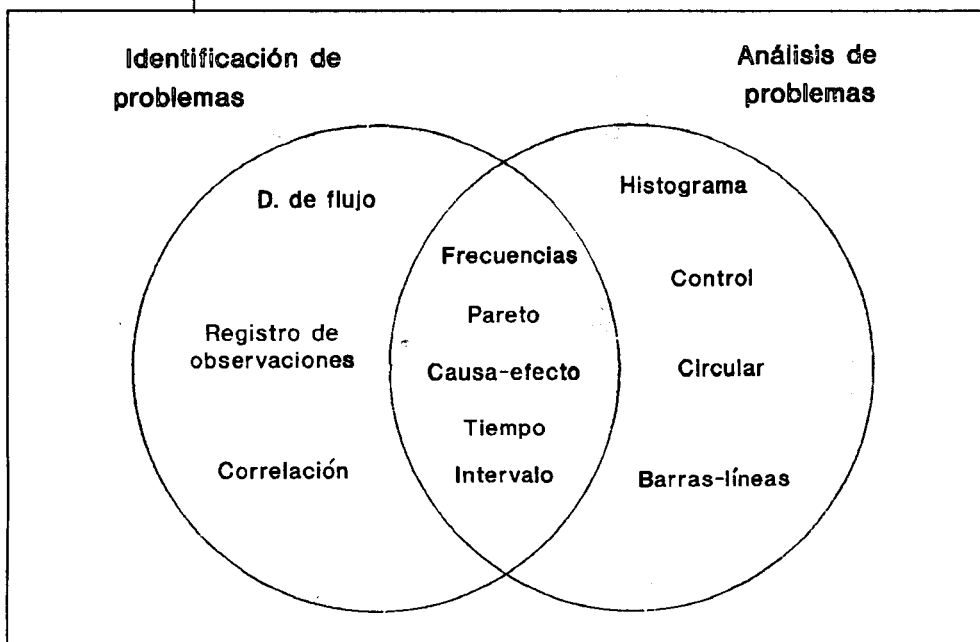 Identificación de
problemas
Análisis de
problemas
D. de flujo
Registro de
observaciones
Correlación
Frecuencias
Pareto
Causa-efecto
Tiempo
Intervalo
Histograma
Control
Circular
Barras-líneas